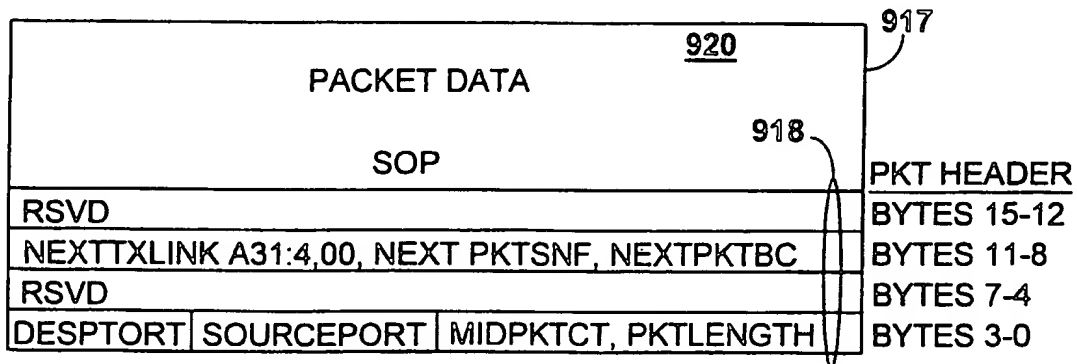 917
920
PACKET DATA
918
SOP
PKT HEADER
RSVD BYTES 15-12
NEXTTXLINK A31:4,00, NEXT PKTSNF, NEXTPKTBC BYTES 11-8
RSVD BYTES 7-4
DESPTORT SOURCEPORT MIDPKTCT, PKTLENGTH BYTES 3-0